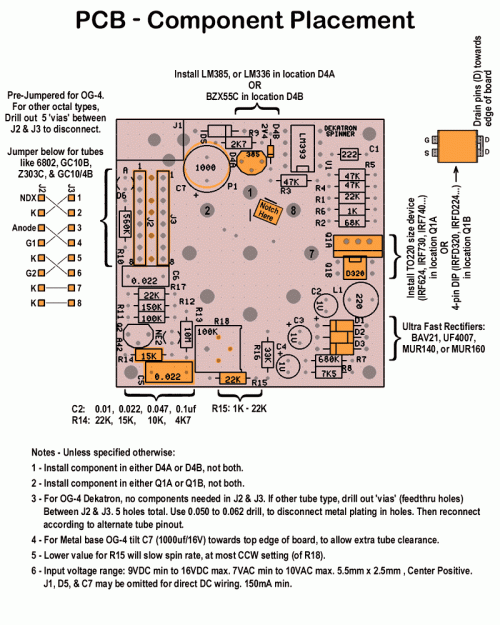 PCB - Component Placement
Install LM385, or LM336 in location D4A
OR
BZX55C in location D4B
Pre-Jumpered for OG-4.
For other octal types,
Drill out 5 'vias' between
J2 & J3 to disconnect.
Jumper below for tubes
like 6802, GC10B,
Z303C, & GC10/4B
J2 J3
NDX 1
K 2
Anode 3
G1 4
K 5
G2 6
K 7
K 8
Drain pins (D) towards
edge of board
G D
S D
Install TO220 size device
(IRF624, IRF730, IRF740...)
in location Q1A
OR
4-pin DIP (IRFD320, IRFD224...)
in location Q1B
J1
D5
R9
2K7
D4A
385
D4B
2V4
LM393
DEKATRON
SPINNER
C1
222
U1
R5
47K
R3
47K
R4
47K
R1
22K
R6
1K
R2
68K
1000
C7
P1
1
2
8
7
Notch
Here
A
D6
1 1
J2
J3
8 8
560K
R10
0.022
C6
R17
22K
R12
150K
R11
100K
R13
10M
Q2
A42
NE2
R14
15K
C5
0.022
R18
100K
R16
33K
22K
R15
Q1A
Q1B
D320
C2
1U
L1
220
C3
1U
C4
1U
D1
D2
D3
680K
R7
7K5
R8
Ultra Fast Rectifiers:
BAV21, UF4007,
MUR140, or MUR160
C2: 0.01, 0.022, 0.047, 0.1uf
R14: 22K, 15K, 10K, 4K7
R15: 1K - 22K
Notes - Unless specified otherwise:
1 - Install component in either D4A or D4B, not both.
2 - Install component in either Q1A or Q1B, not both.
3 - For OG-4 Dekatron, no components needed in J2 & J3. If other tube type, drill out 'vias' (feedthru holes)
Between J2 & J3. 5 holes total. Use 0.050 to 0.062 drill, to disconnect metal plating in holes. Then reconnect
according to alternate tube pinout.
4 - For Metal base OG-4 tilt C7 (1000uf/16V) towards top edge of board, to allow extra tube clearance.
5 - Lower value for R15 will slow spin rate, at most CCW setting (of R18).
6 - Input voltage range: 9VDC min to 16VDC max. 7VAC min to 10VAC max. 5.5mm x 2.5mm , Center Positive.
J1, D5, & C7 may be omitted for direct DC wiring. 150mA min.